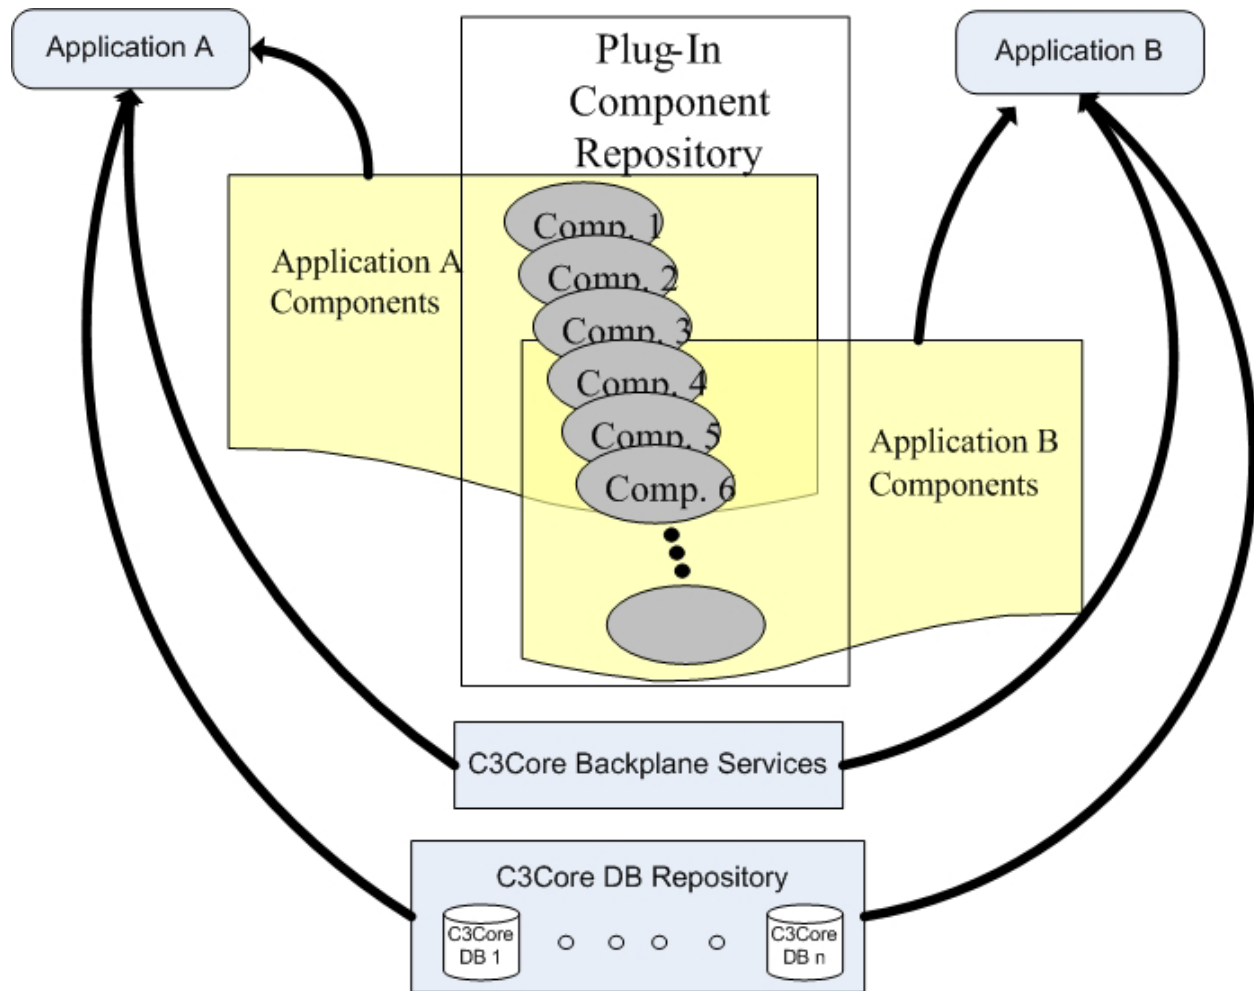 Application A
Plug-In
Component
Repository
Application B
Comp. 1
Application A
Components
Comp. 2
Comp. 3
Comp. 4
Comp. 5
Application B
Components
Comp. 6
C3Core Backplane Services
C3Core DB Repository
C3Core
DB 1
C3Core
DB n